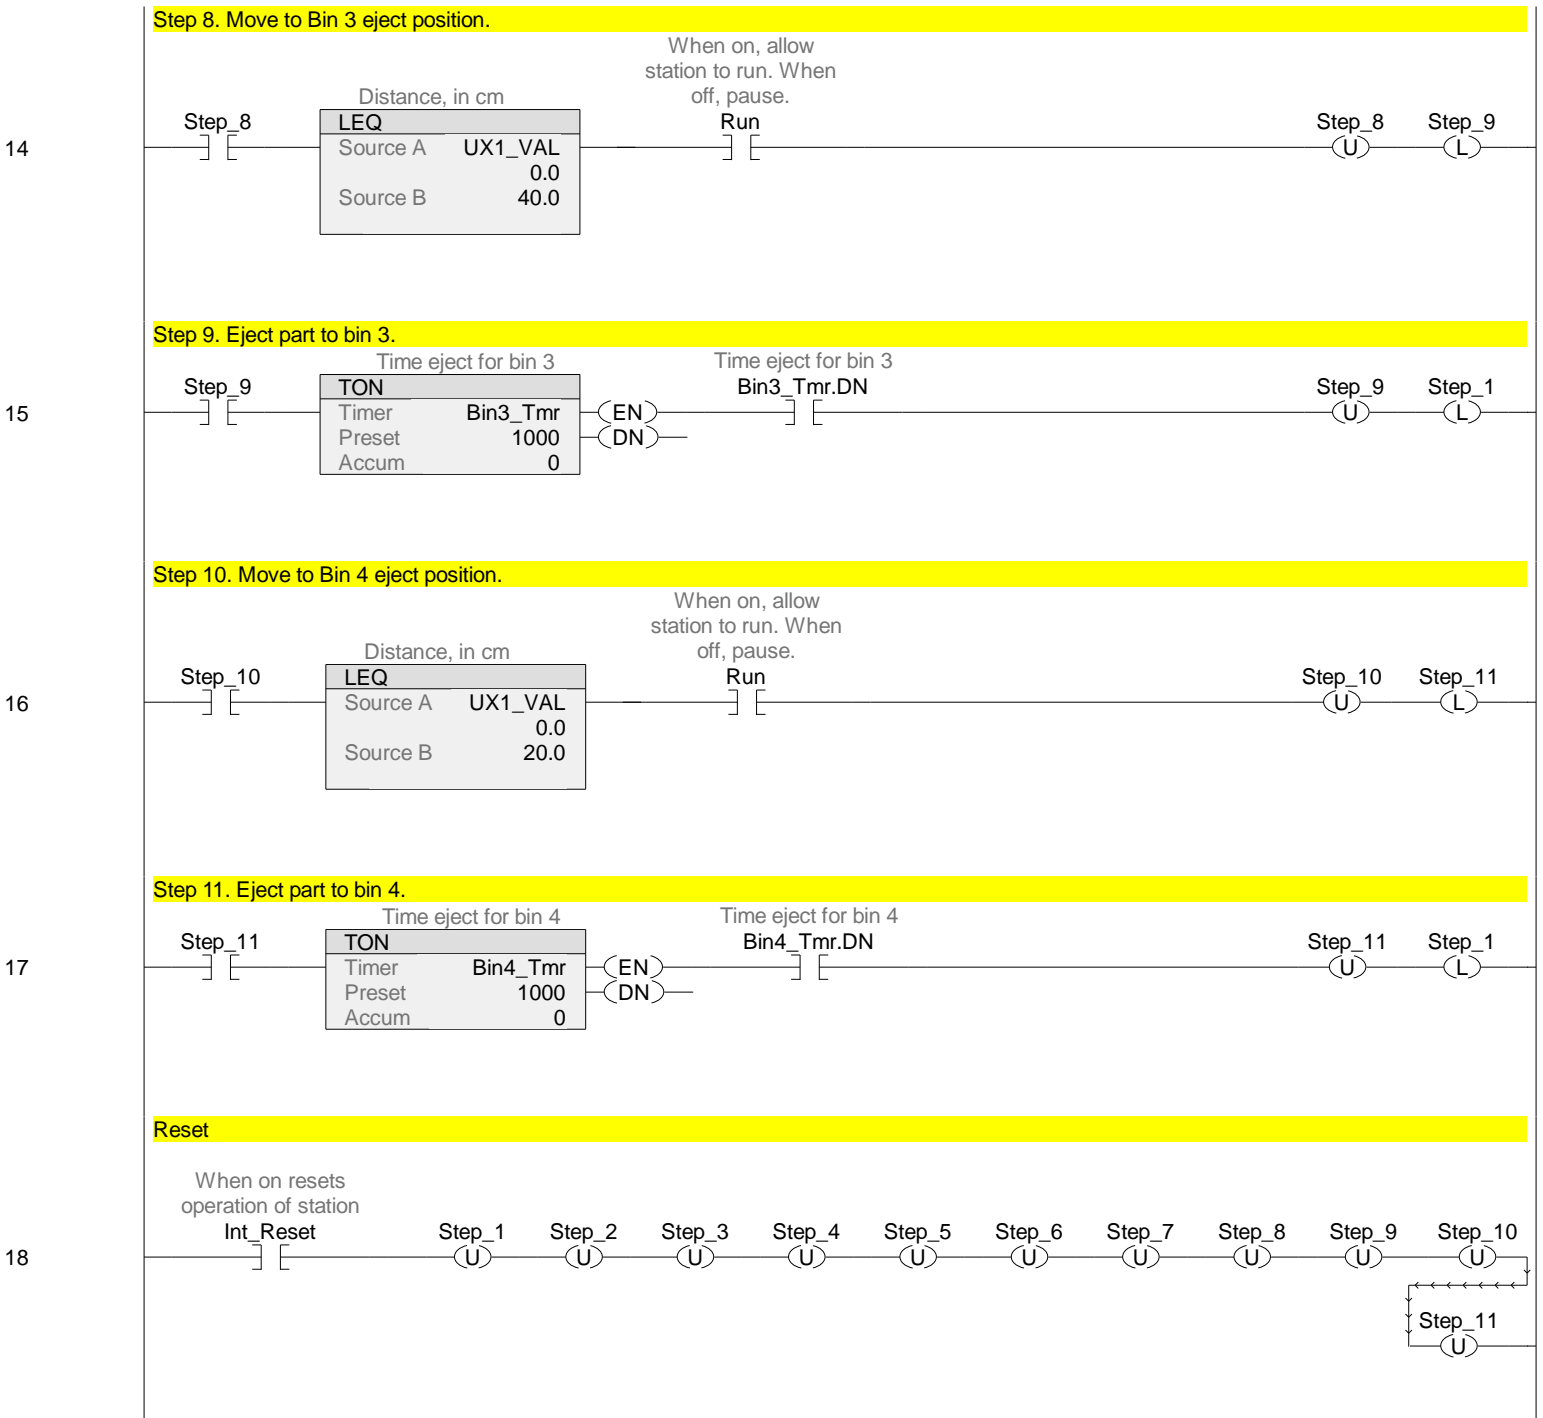 Step 8. Move to Bin 3 eject position.
When on, allow
station to run. When
off, pause.
Distance, in cm
Step_8 LEQ Run Step_8 Step_9
14 Source A UX1_VAL U L
0.0
Source B 40.0
Step 9. Eject part to bin 3.
Time eject for bin 3 Time eject for bin 3
Step_9 TON Bin3_Tmr.DN Step_9 Step_1
15 Timer Bin3_Tmr EN U L
Preset 1000 DN
Accum 0
Step 10. Move to Bin 4 eject position.
When on, allow
station to run. When
off, pause.
Distance, in cm
Step_10 LEQ Run Step_10 Step_11
16 Source A UX1_VAL U L
0.0
Source B 20.0
Step 11. Eject part to bin 4.
Time eject for bin 4 Time eject for bin 4
Step_11 TON Bin4_Tmr.DN Step_11 Step_1
17 Timer Bin4_Tmr EN U L
Preset 1000 DN
Accum 0
Reset
When on resets
operation of station
Int_Reset Step_1 Step_2 Step_3 Step_4 Step_5 Step_6 Step_7 Step_8 Step_9 Step_10
18 U U U U U U U U U U
Step_11
U